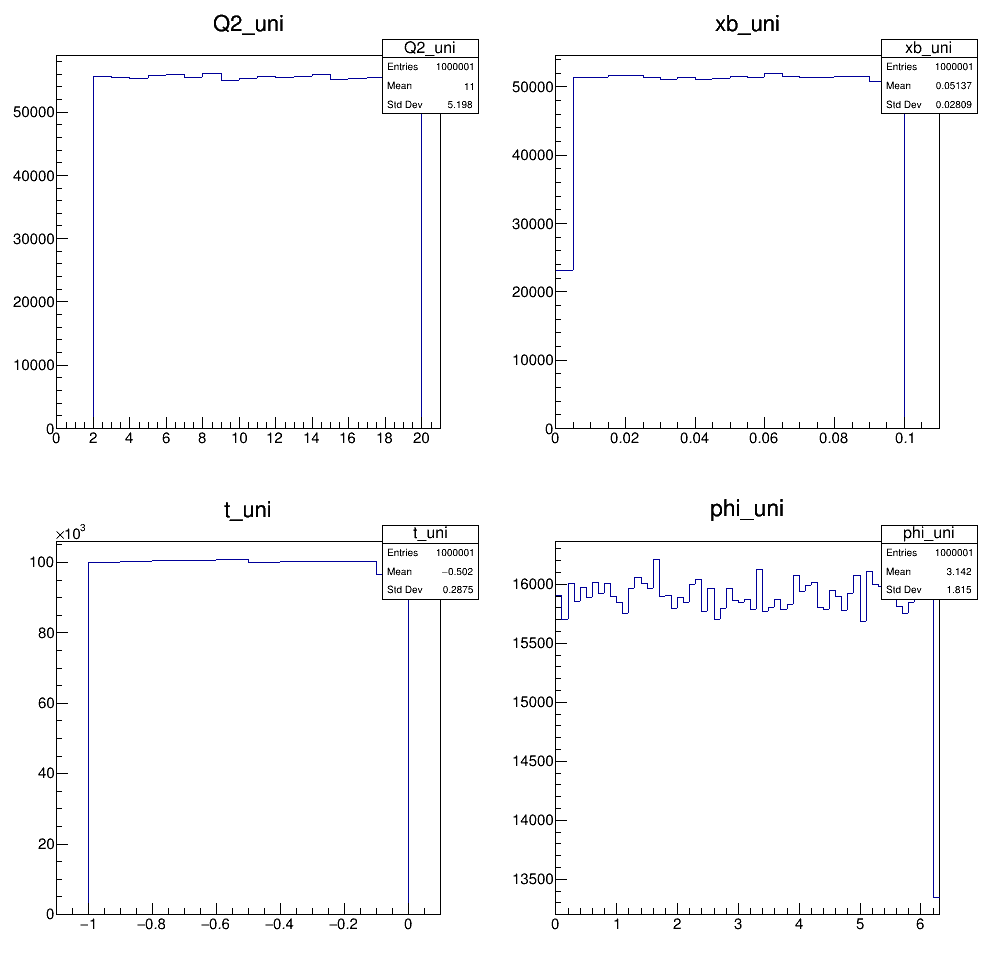 Q2_uni
Q2_uni
Entries 1000001
Mean 11
Std Dev 5.198
50000
40000
30000
20000
10000
0
0 2 4 6 8 10 12 14 16 18 20
xb_uni
xb_uni
Entries 1000001
Mean 0.05137
Std Dev 0.02809
50000
40000
30000
20000
10000
0
0 0.02 0.04 0.06 0.08 0.1
t_uni
×10³
t_uni
Entries 1000001
Mean −0.502
Std Dev 0.2875
100
80
60
40
20
0
−1 −0.8 −0.6 −0.4 −0.2 0
phi_uni
phi_uni
Entries 1000001
Mean 3.142
Std Dev 1.815
16000
15500
15000
14500
14000
13500
0 1 2 3 4 5 6